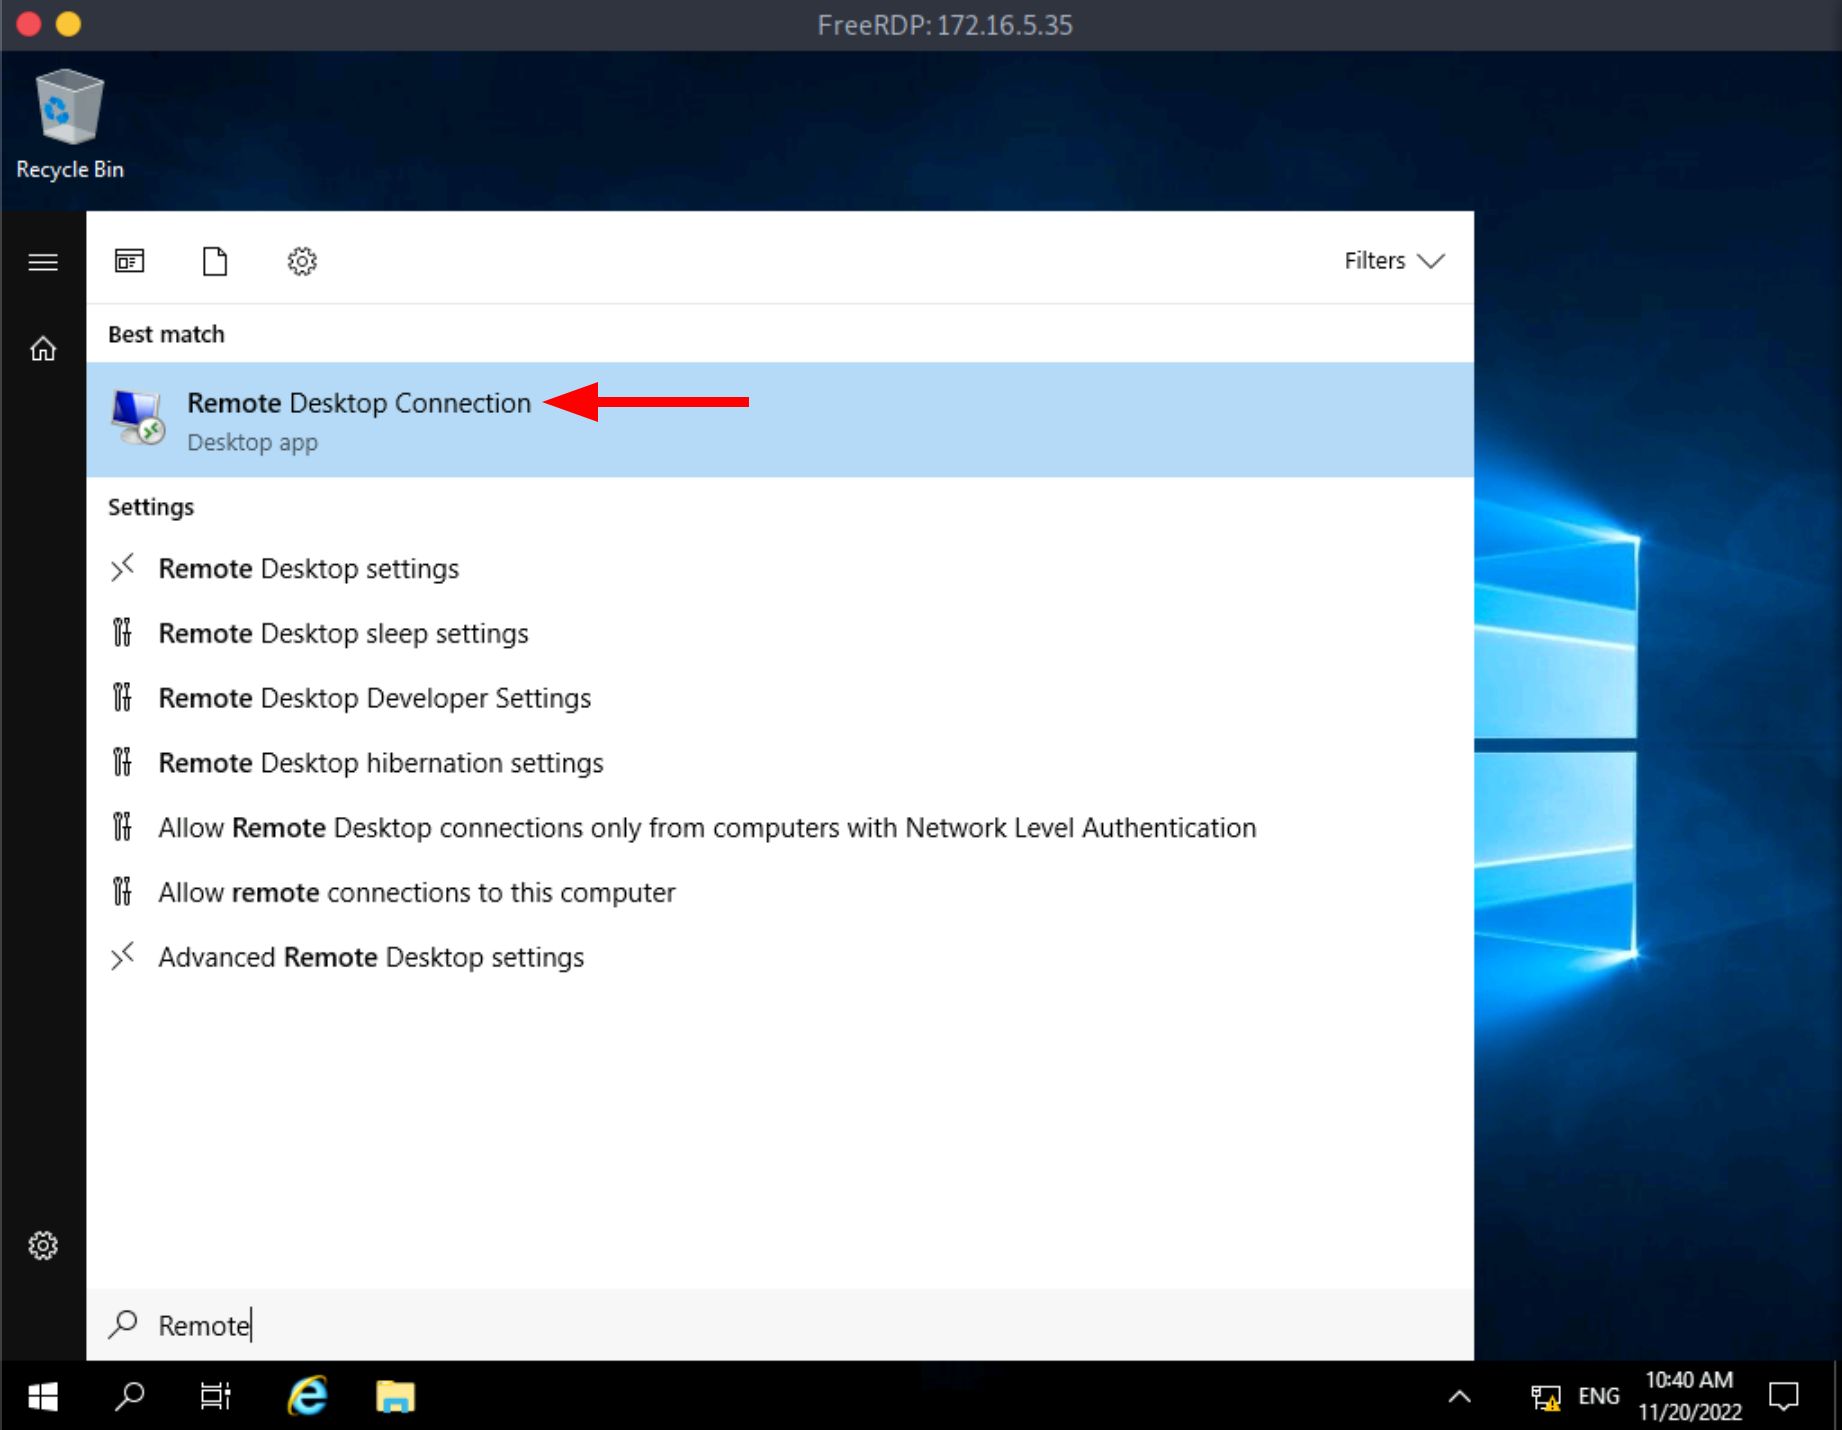 FreeRDP: 172.16.5.35
Recycle Bin
Filters
Best match
Remote Desktop Connection
Desktop app
Settings
Remote Desktop settings
Remote Desktop sleep settings
Remote Desktop Developer Settings
Remote Desktop hibernation settings
Allow Remote Desktop connections only from computers with Network Level Authentication
Allow remote connections to this computer
Advanced Remote Desktop settings
Remote
ENG
10:40 AM
11/20/2022